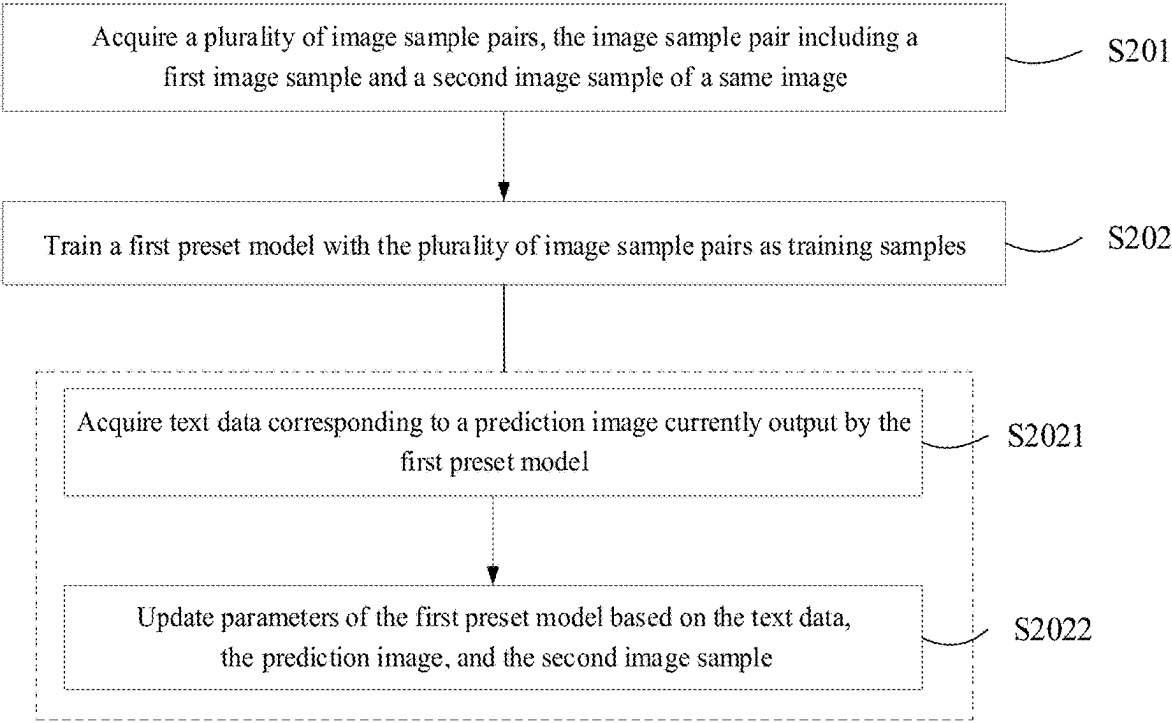 Acquire a plurality of image sample pairs, the image sample pair including a
first image sample and a second image sample of a same image
S201
Train a first preset model with the plurality of image sample pairs as training samples
S202
Acquire text data corresponding to a prediction image currently output by the
first preset model
S2021
Update parameters of the first preset model based on the text data,
the prediction image, and the second image sample
S2022